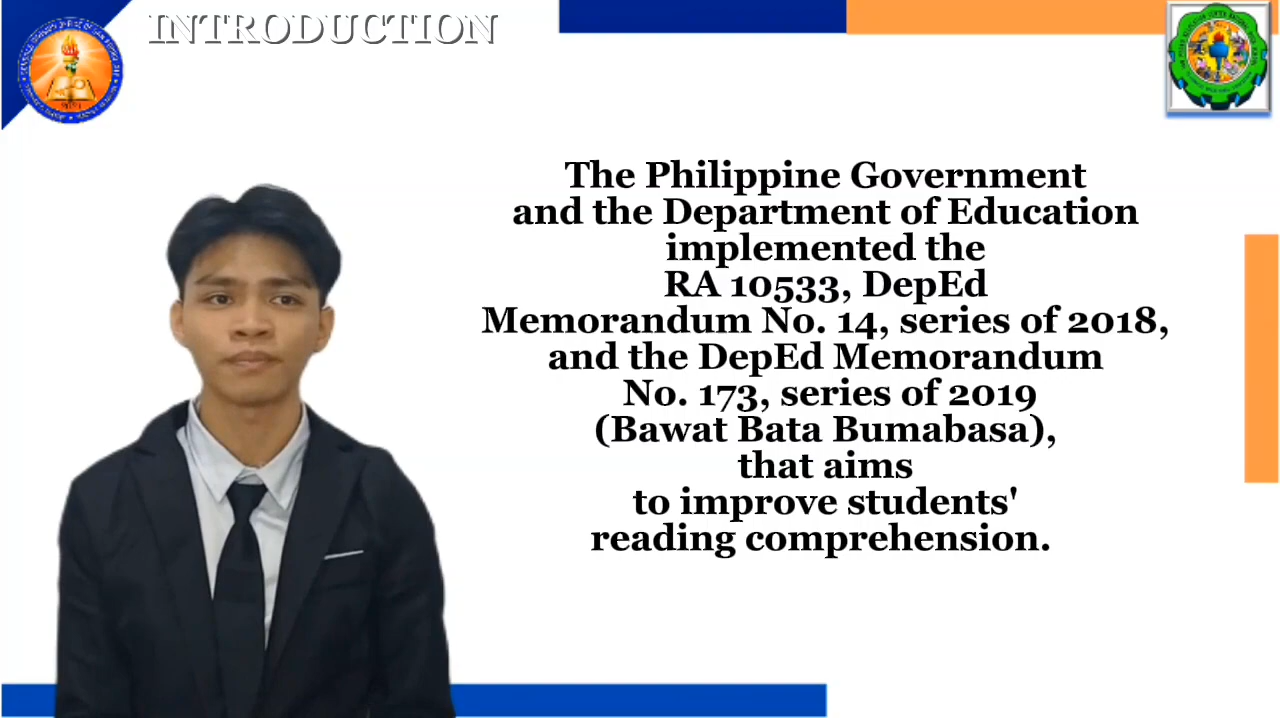 INTRODUCTION
The Philippine Government
and the Department of Education
implemented the
RA 10533, DepEd
Memorandum No. 14, series of 2018,
and the DepEd Memorandum
No. 173, series of 2019
(Bawat Bata Bumabasa),
that aims
to improve students'
reading comprehension.